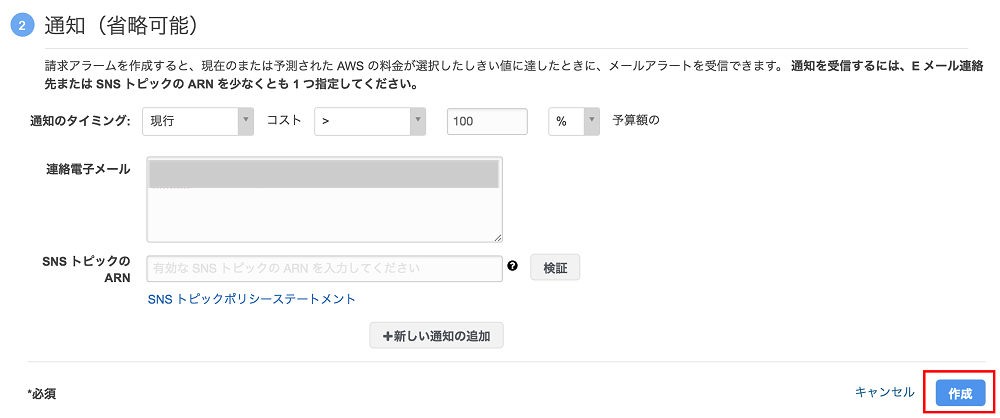 2 通知（省略可能）
請求アラームを作成すると、現在のまたは予測された AWS の料金が選択したしきい値に達したときに、メールアラートを受信できます。 通知を受信するには、E メール連絡
先または SNS トピックの ARN を少なくとも 1 つ指定してください。
通知のタイミング: 現行 コスト > 100 % 予算額の
連絡電子メール
SNS トピックの
ARN
有効な SNS トピックの ARN を入力してください ? 検証
SNS トピックポリシーステートメント
+新しい通知の追加
*必須 キャンセル 作成